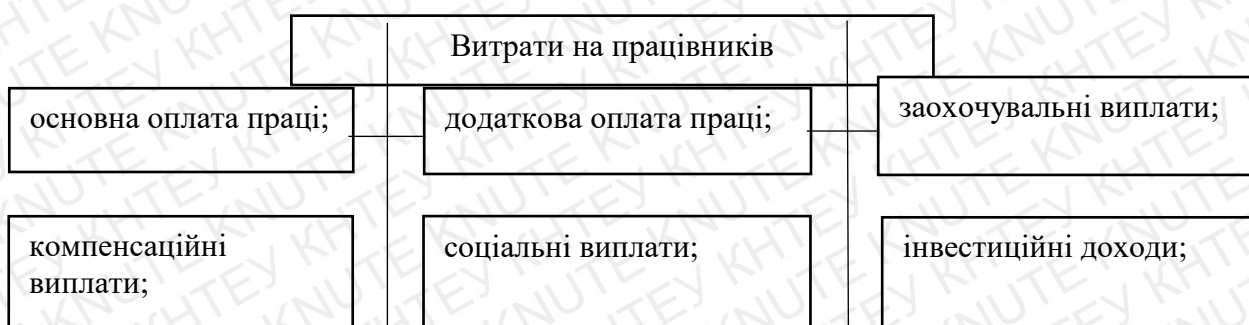 Витрати на працівників
основна оплата праці;
додаткова оплата праці;
заохочувальні виплати;
компенсаційні
виплати;
соціальні виплати;
інвестиційні доходи;